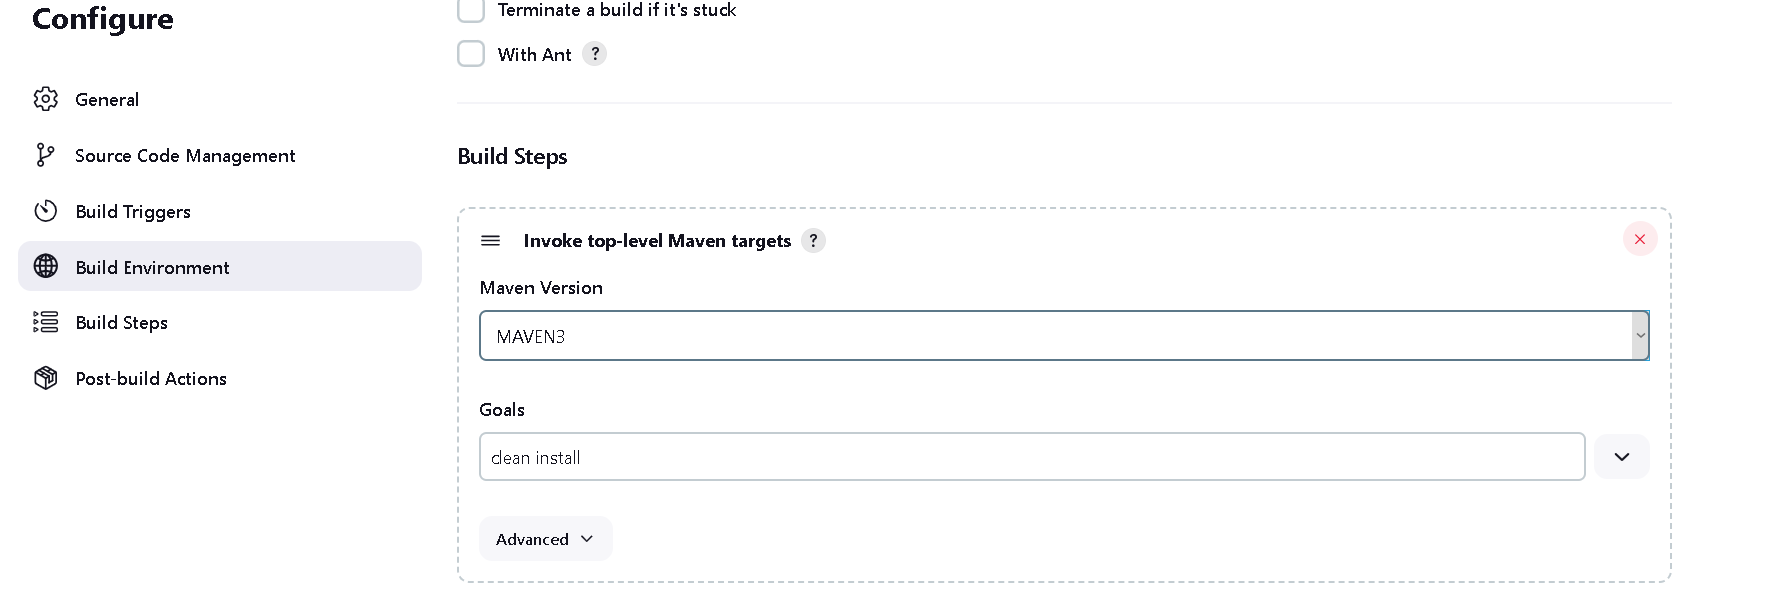 Configure
General
Source Code Management
Build Triggers
Build Environment
Build Steps
Post-build Actions
Terminate a build if it's stuck
With Ant ?
Build Steps
Invoke top-level Maven targets ?
Maven Version
MAVEN3
Goals
clean install
Advanced